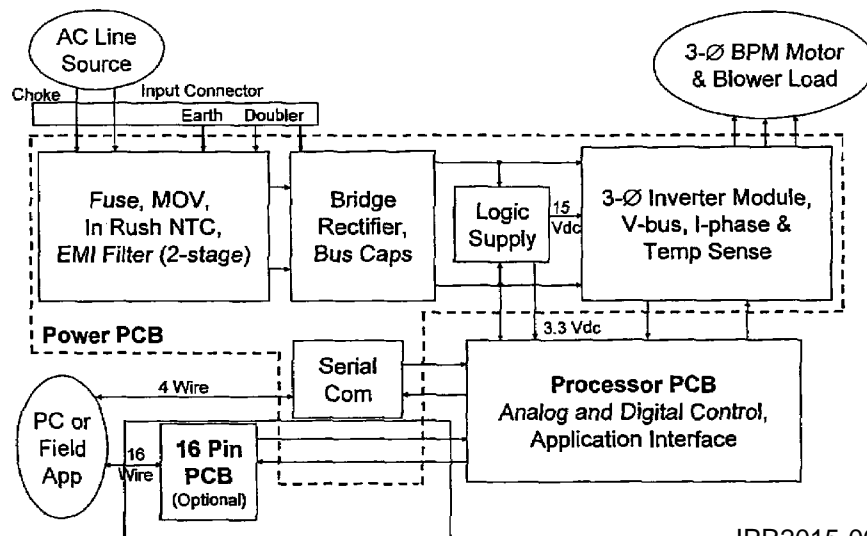 AC Line
Source
3-Ø BPM Motor
& Blower Load
Choke
Input Connector
Earth
Doubler
Fuse, MOV,
In Rush NTC,
EMI Filter (2-stage)
Bridge
Rectifier,
Bus Caps
Logic
Supply
15
Vdc
3-Ø Inverter Module,
V-bus, I-phase &
Temp Sense
Power PCB
3.3 Vdc
4 Wire
Serial
Com
Processor PCB
Analog and Digital Control,
Application Interface
PC or
Field
App
16
Wire
16 Pin
PCB
(Optional)